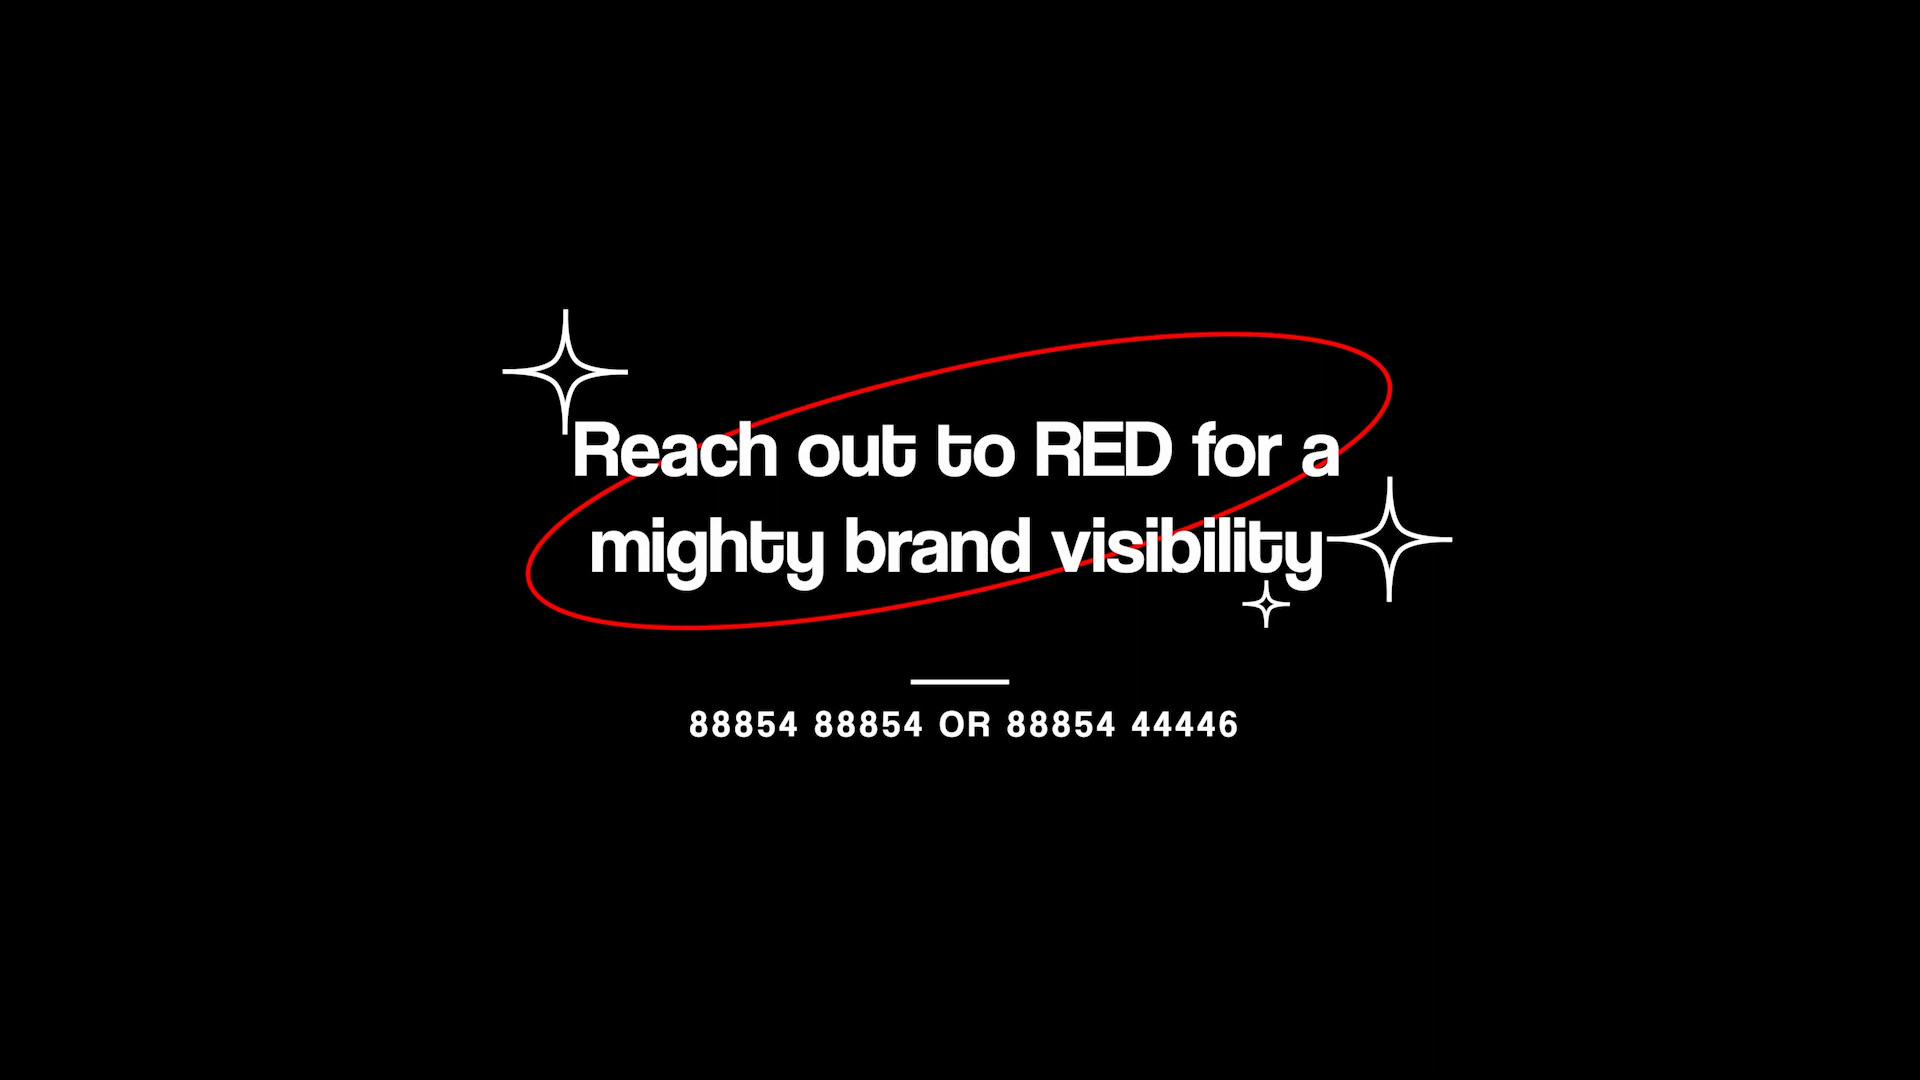 Reach out to RED for a
mighty brand visibility
88854 88854 OR 88854 44446